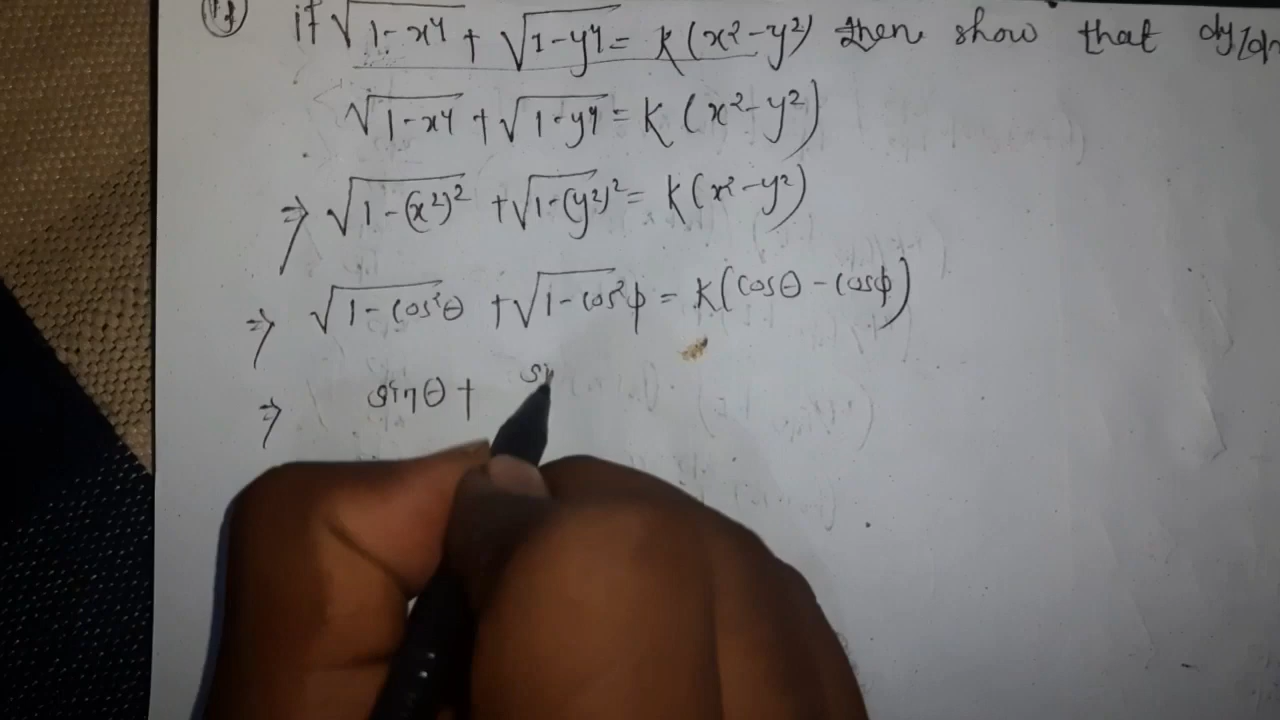 if √1-x⁴ + √1-y⁴ = K(x²-y²) then show that dy/dx
√1-x⁴ + √1-y⁴ = K(x²-y²)
⇒ √1-(x²)² + √1-(y²)² = K(x²-y²)
⇒ √1-cos²θ + √1-cos²φ = K(cosθ - cosφ)
⇒ sinθ + si